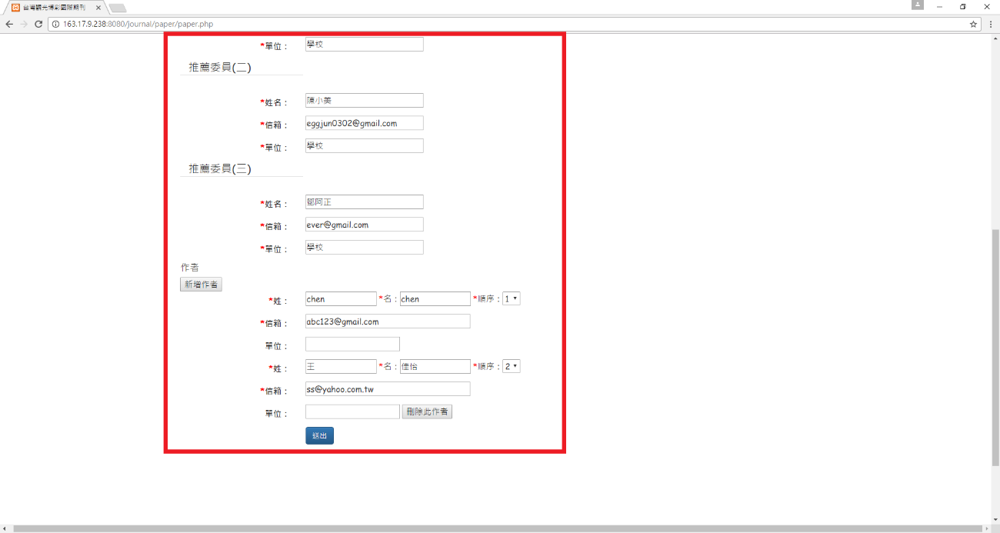 台灣觀光博彩國際期刊
163.17.9.238:8080/Journal/paper/paper.php
*單位： 學校
推薦委員(二)
*姓名： 陳小美
*信箱： eggjun0302@gmail.com
*單位： 學校
推薦委員(三)
*姓名： 鄧阿正
*信箱： ever@gmail.com
*單位： 學校
作者
新增作者
*姓： chen *名：chen *順序：1
*信箱： abc123@gmail.com
單位：
*姓： 王 *名：佳怡 *順序：2
*信箱： ss@yahoo.com.tw
單位： 刪除此作者
送出